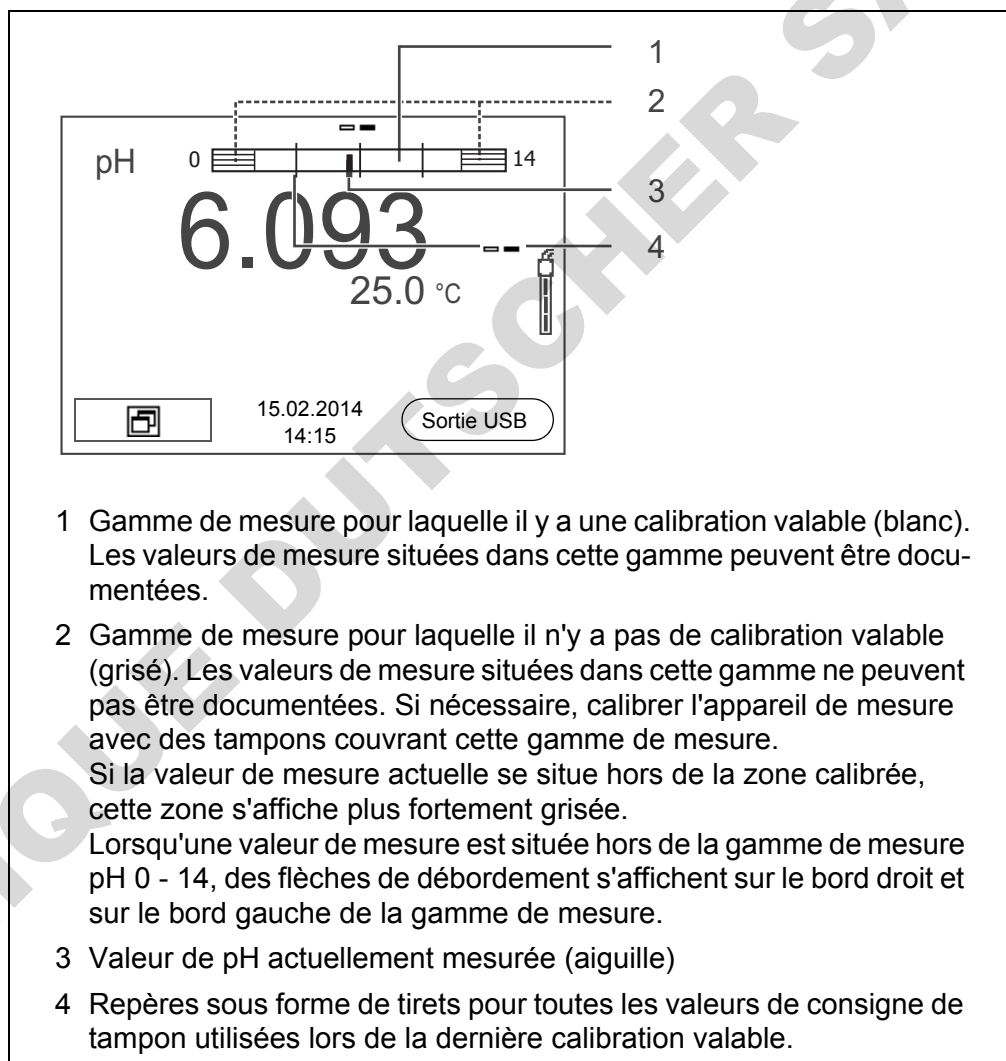 1
2
pH 0 14
3
6.093
4
25.0 °C
15.02.2014
14:15
Sortie USB
1 Gamme de mesure pour laquelle il y a une calibration valable (blanc).
Les valeurs de mesure situées dans cette gamme peuvent être docu-
mentées.
2 Gamme de mesure pour laquelle il n'y a pas de calibration valable
(grisé). Les valeurs de mesure situées dans cette gamme ne peuvent
pas être documentées. Si nécessaire, calibrer l'appareil de mesure
avec des tampons couvrant cette gamme de mesure.
Si la valeur de mesure actuelle se situe hors de la zone calibrée,
cette zone s'affiche plus fortement grisée.
Lorsqu'une valeur de mesure est située hors de la gamme de mesure
pH 0 - 14, des flèches de débordement s'affichent sur le bord droit et
sur le bord gauche de la gamme de mesure.
3 Valeur de pH actuellement mesurée (aiguille)
4 Repères sous forme de tirets pour toutes les valeurs de consigne de
tampon utilisées lors de la dernière calibration valable.
IQUE DUTSCHER SA